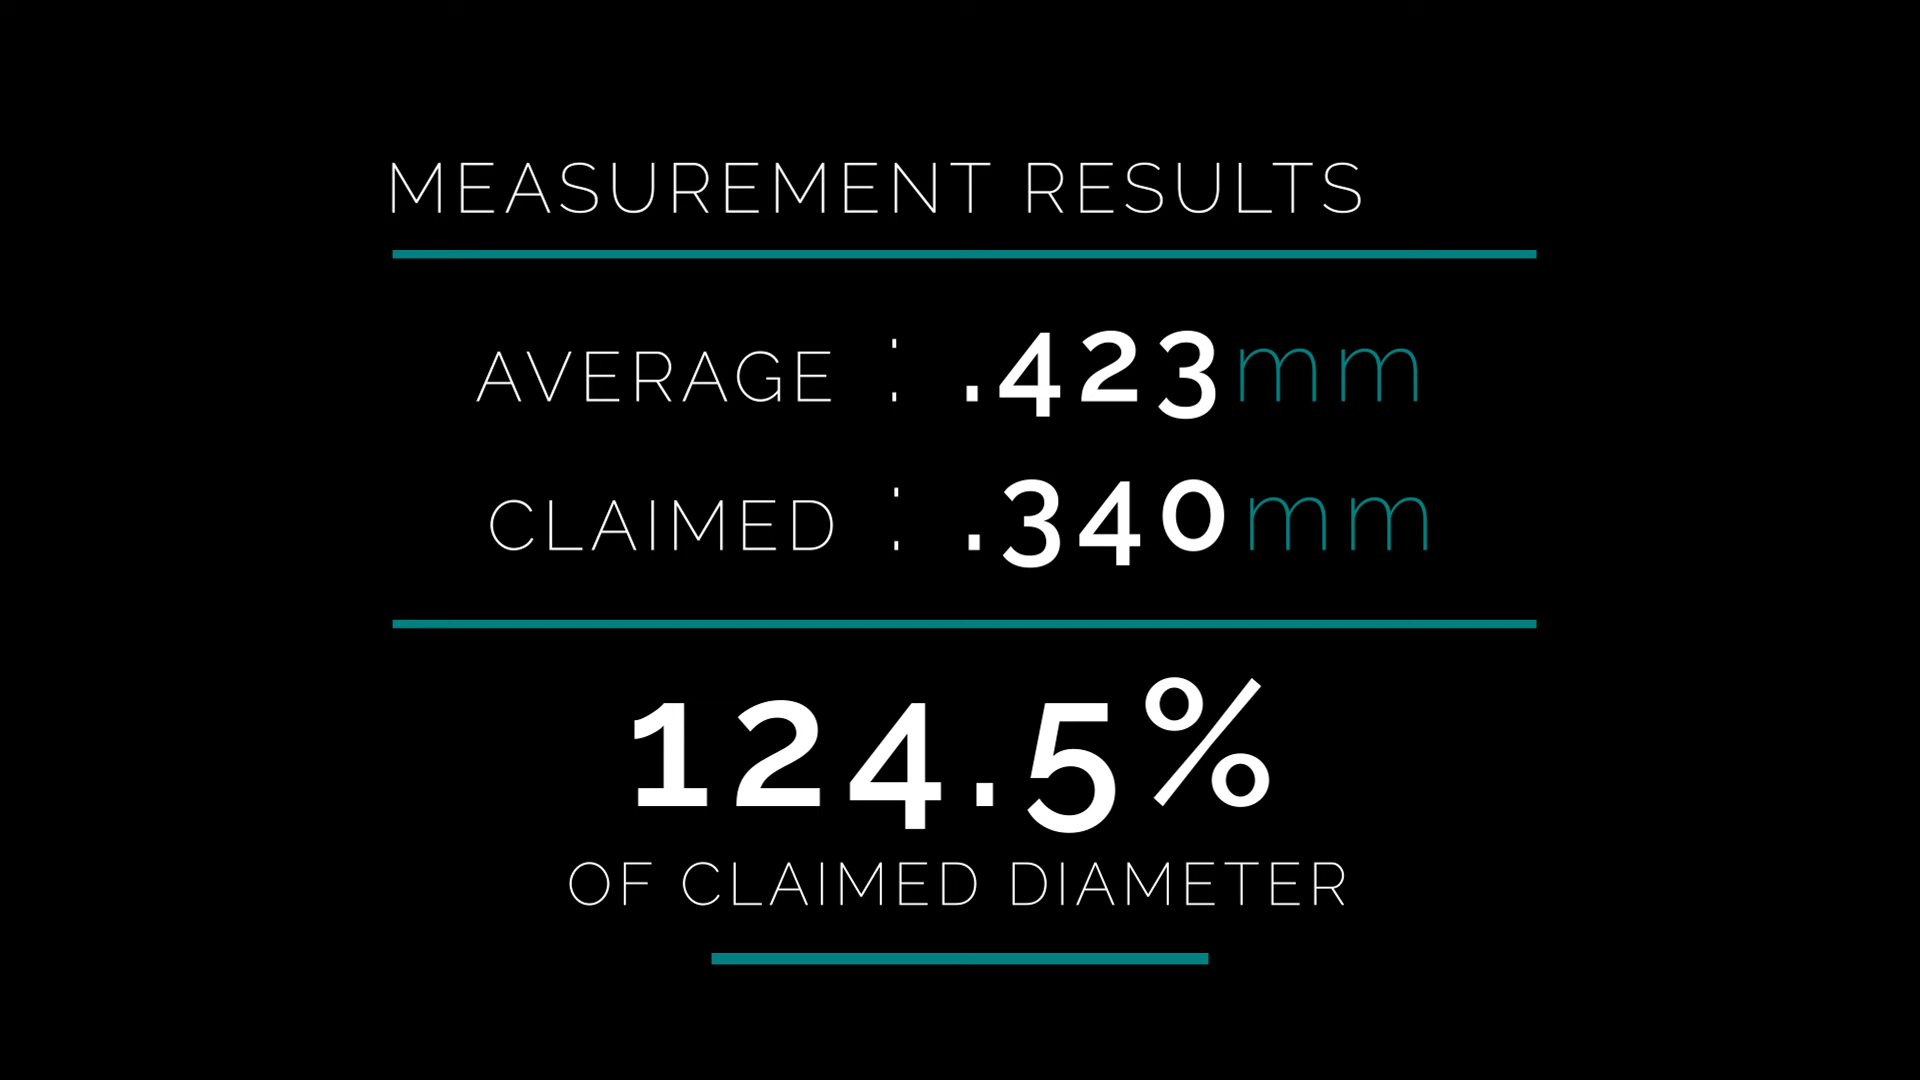 MEASUREMENT RESULTS
AVERAGE : .423mm
CLAIMED : .340mm
124.5%
OF CLAIMED DIAMETER